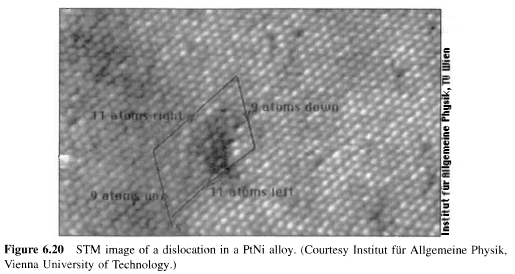 11 atoms right
9 atoms down
9 atoms up
11 atoms left
Institut für Allgemeine Physik, TU Wien
Figure 6.20 STM image of a dislocation in a PtNi alloy. (Courtesy Institut für Allgemeine Physik,
Vienna University of Technology.)